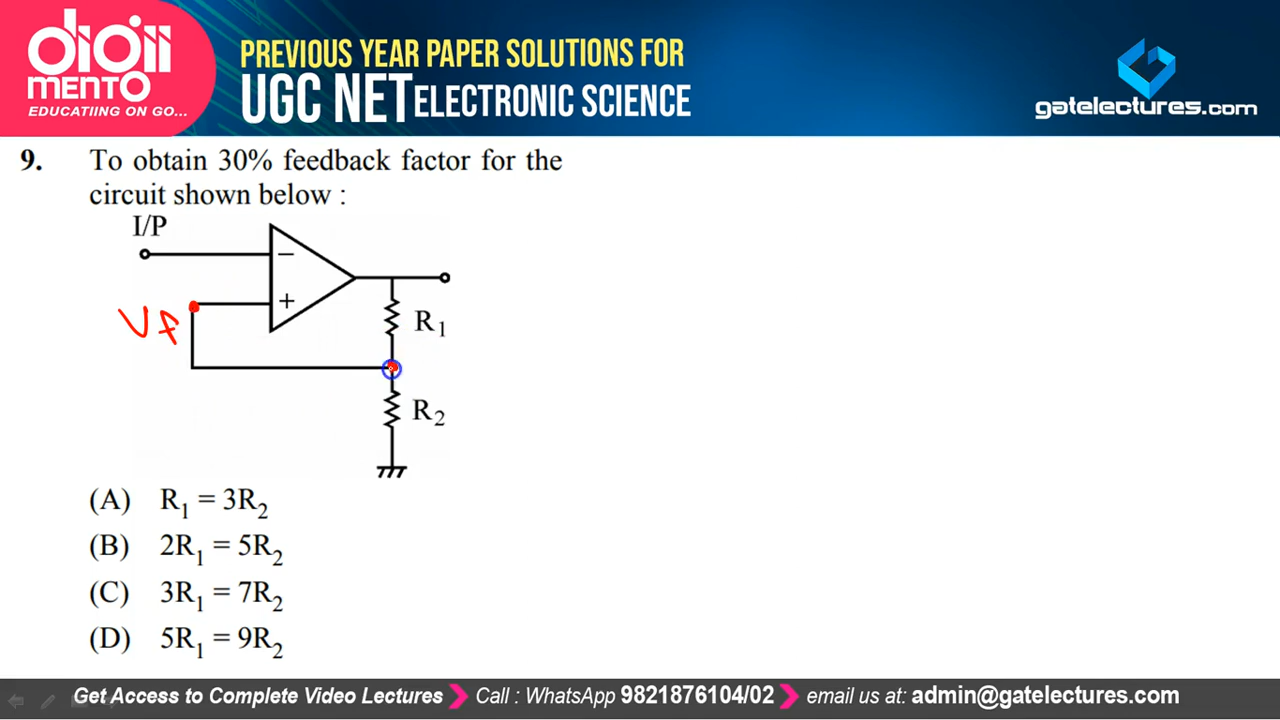 dioii
MENTO
EDUCATIING ON GO...
PREVIOUS YEAR PAPER SOLUTIONS FOR
UGC NET ELECTRONIC SCIENCE
gatelectures.com
9. To obtain 30% feedback factor for the
circuit shown below :
I/P
−
+
Vf
R1
R2
(A) R1 = 3R2
(B) 2R1 = 5R2
(C) 3R1 = 7R2
(D) 5R1 = 9R2
Get Access to Complete Video Lectures Call : WhatsApp 9821876104/02 email us at: admin@gatelectures.com